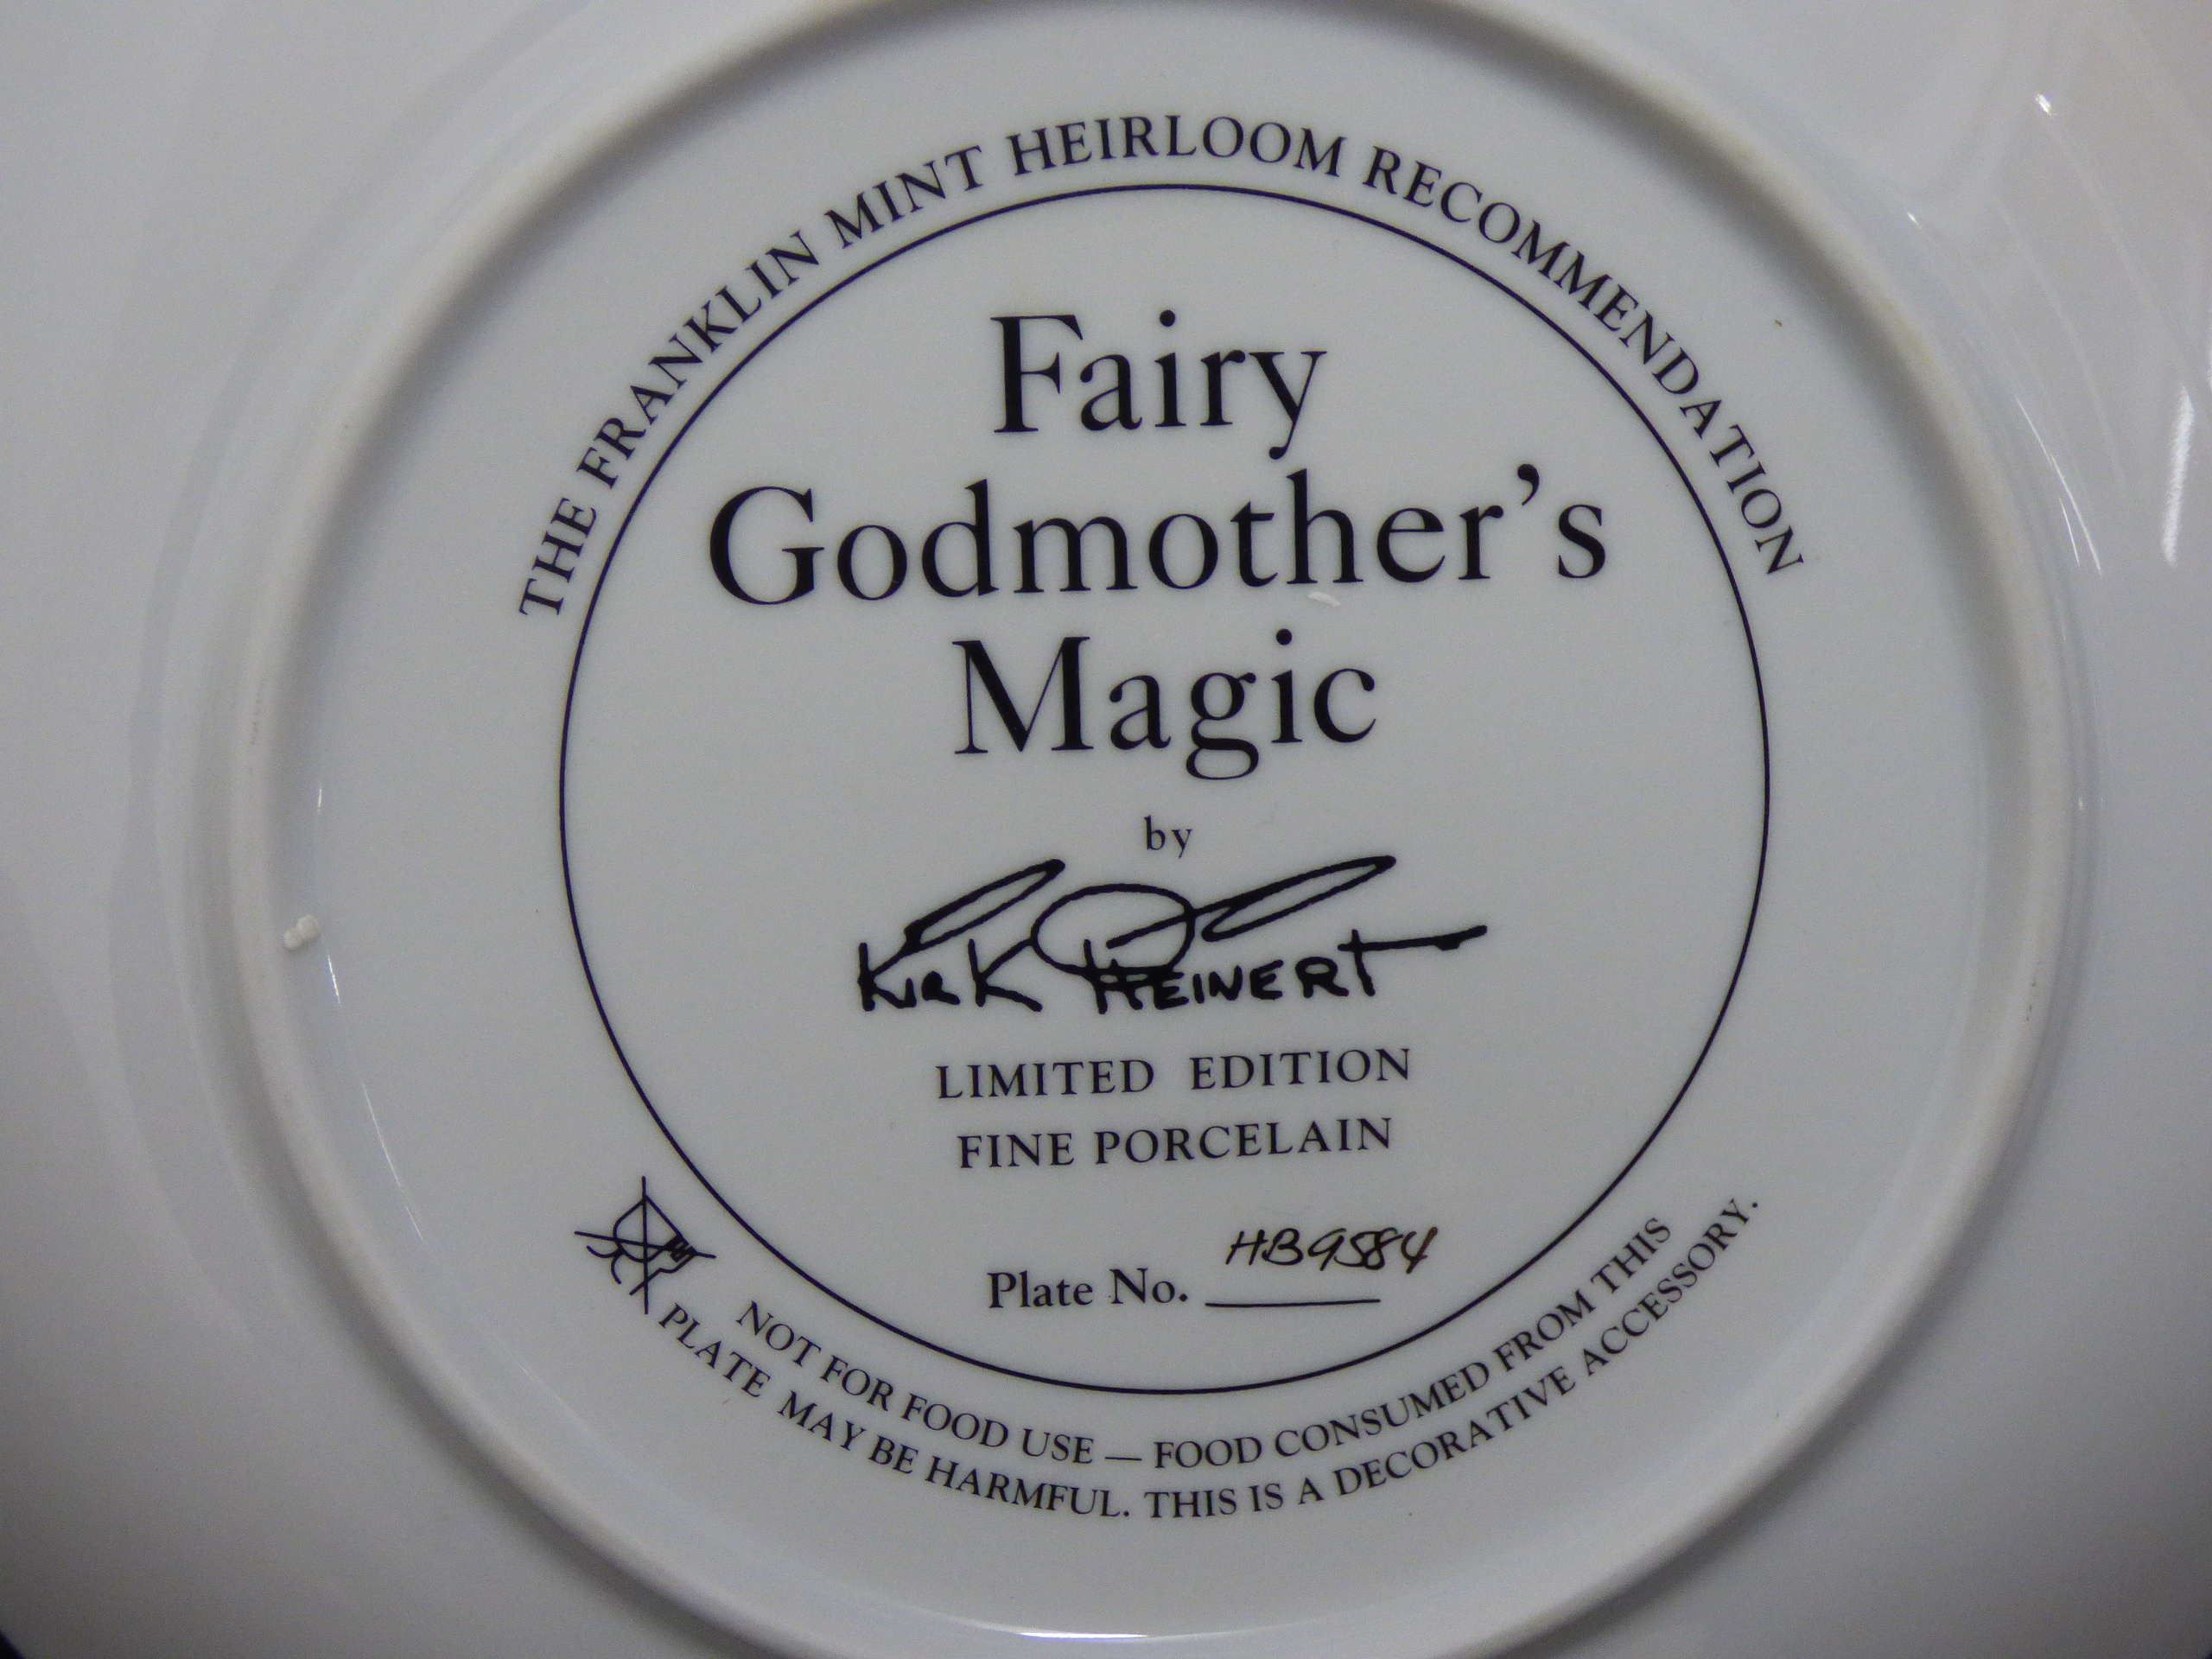 THE FRANKLIN MINT HEIRLOOM RECOMMENDATION
Fairy
Godmother's
Magic
by
KIRK REINERT
LIMITED EDITION
FINE PORCELAIN
Plate No. HB9584
NOT FOR FOOD USE — FOOD CONSUMED FROM THIS
PLATE MAY BE HARMFUL. THIS IS A DECORATIVE ACCESSORY.